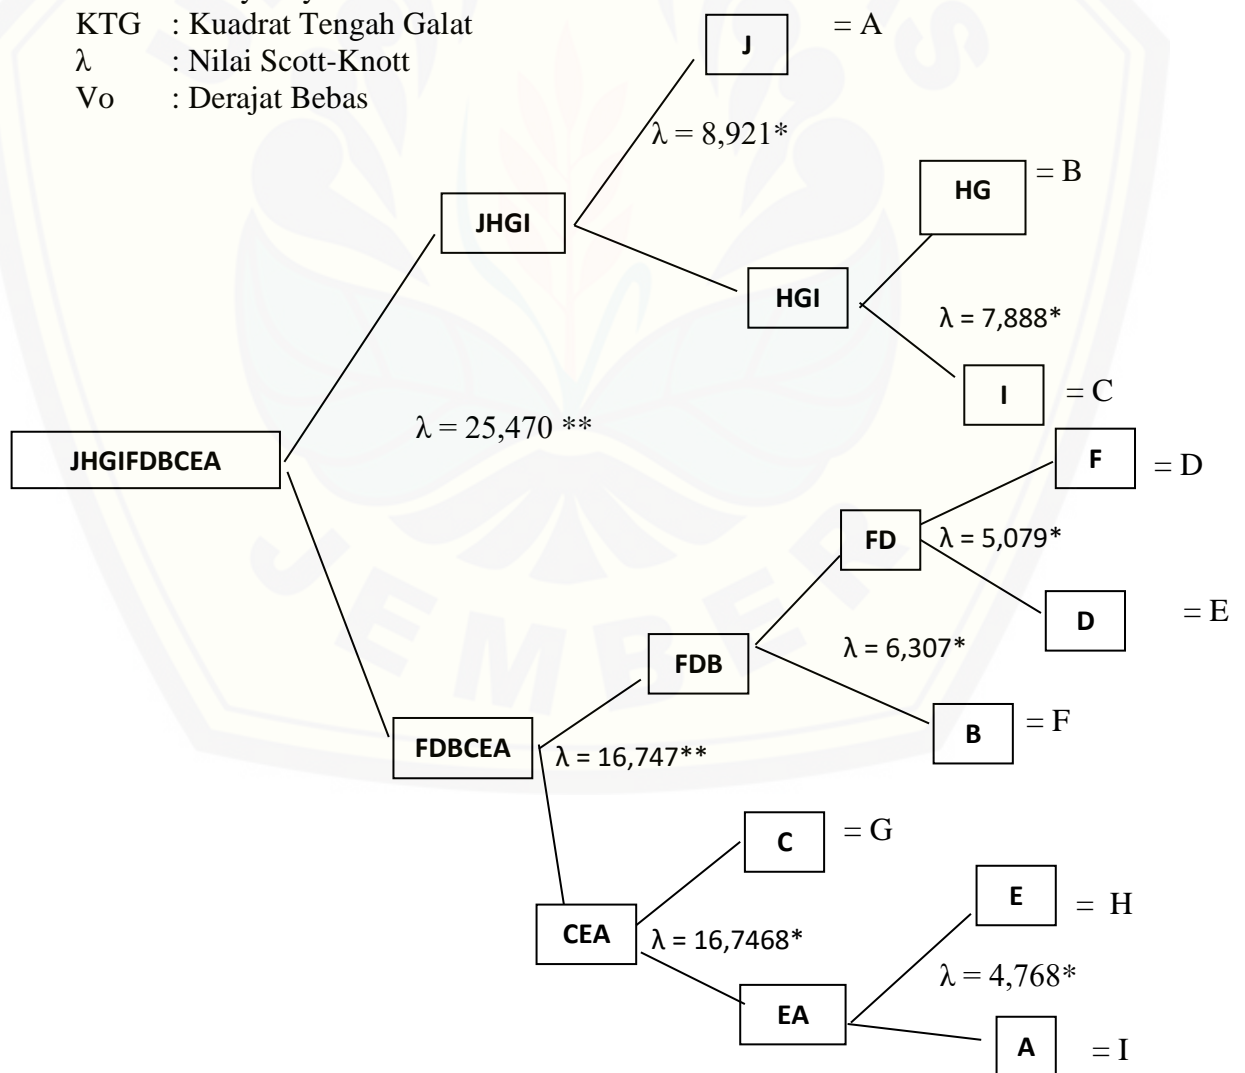 KTG : Kuadrat Tengah Galat
λ : Nilai Scott-Knott
Vo : Derajat Bebas
J = A
λ = 8,921*
HG = B
JHGI
HGI
λ = 7,888*
I = C
λ = 25,470 **
JHGIFDBCEA
F = D
FD
λ = 5,079*
D = E
FDB
λ = 6,307*
B = F
FDBCEA
λ = 16,747**
C = G
E = H
CEA
λ = 16,7468*
λ = 4,768*
EA
A = I
JEMBER